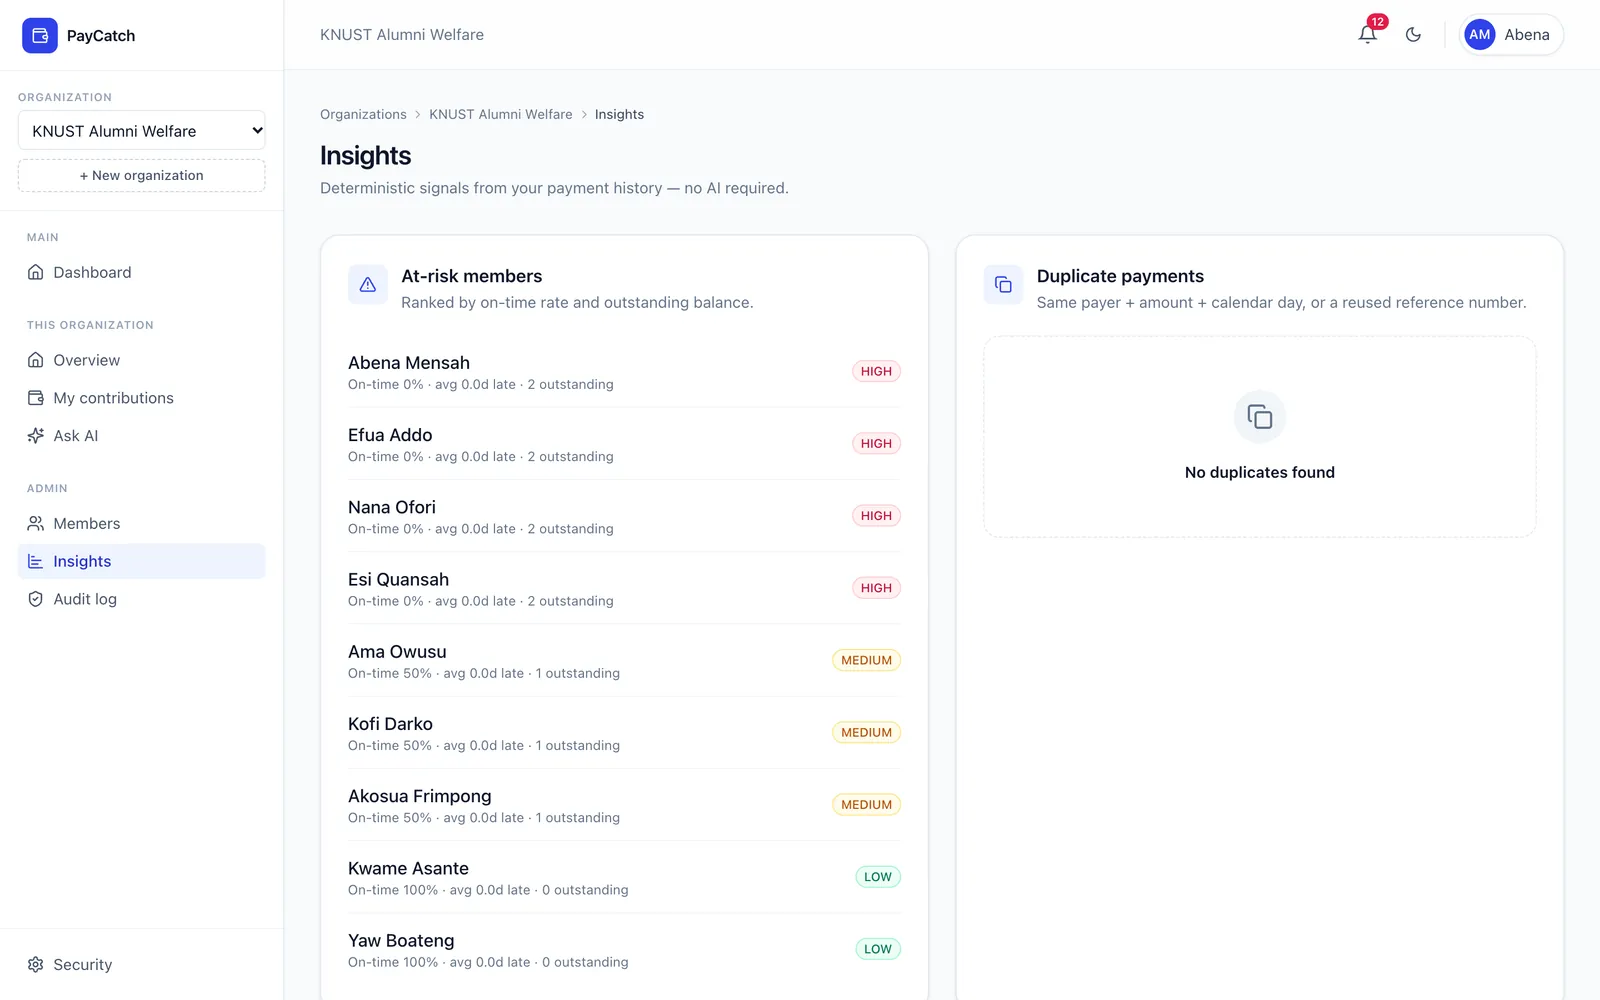 PayCatch
ORGANIZATION
KNUST Alumni Welfare
+ New organization
MAIN
Dashboard
THIS ORGANIZATION
Overview
My contributions
Ask AI
ADMIN
Members
Insights
Audit log
Security
KNUST Alumni Welfare
12
AM
Abena
Organizations > KNUST Alumni Welfare > Insights
Insights
Deterministic signals from your payment history — no AI required.
At-risk members
Ranked by on-time rate and outstanding balance.
Abena Mensah
On-time 0% · avg 0.0d late · 2 outstanding
HIGH
Efua Addo
On-time 0% · avg 0.0d late · 2 outstanding
HIGH
Nana Ofori
On-time 0% · avg 0.0d late · 2 outstanding
HIGH
Esi Quansah
On-time 0% · avg 0.0d late · 2 outstanding
HIGH
Ama Owusu
On-time 50% · avg 0.0d late · 1 outstanding
MEDIUM
Kofi Darko
On-time 50% · avg 0.0d late · 1 outstanding
MEDIUM
Akosua Frimpong
On-time 50% · avg 0.0d late · 1 outstanding
MEDIUM
Kwame Asante
On-time 100% · avg 0.0d late · 0 outstanding
LOW
Yaw Boateng
On-time 100% · avg 0.0d late · 0 outstanding
LOW
Duplicate payments
Same payer + amount + calendar day, or a reused reference number.
No duplicates found